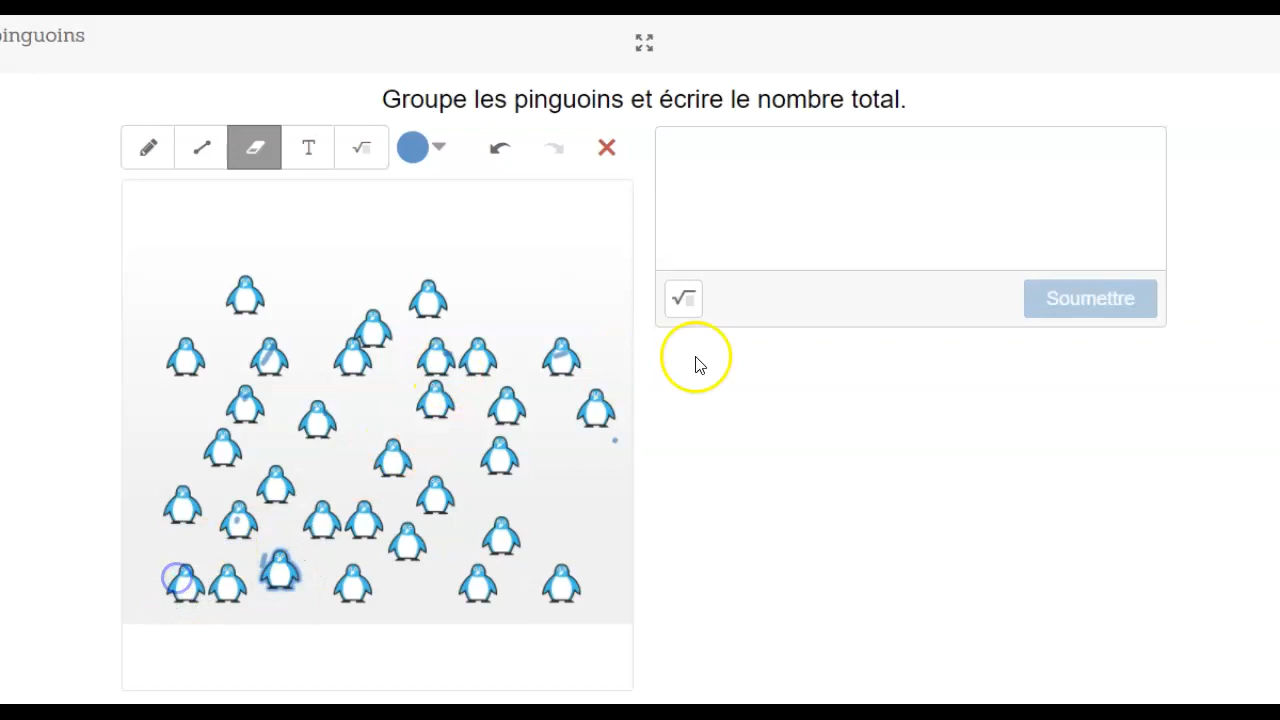 pinguoins
Groupe les pinguoins et écrire le nombre total.
T
Soumettre